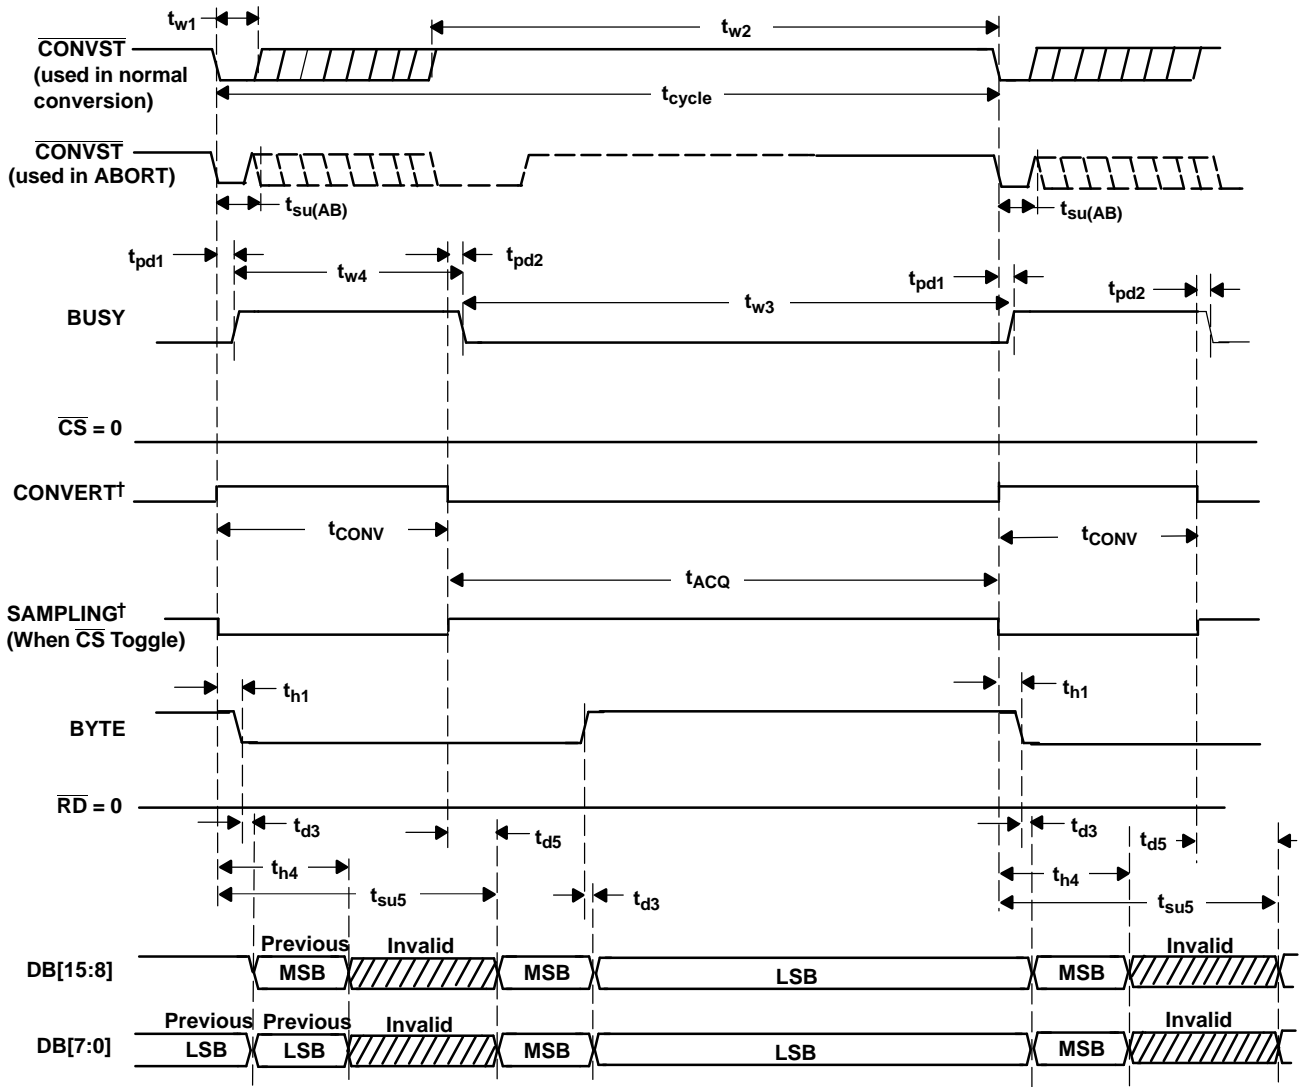 tw1
tw2
CONVST
(used in normal
conversion)
tcycle
CONVST
(used in ABORT)
tsu(AB)
tsu(AB)
tpd1
tw4
tpd2
tpd1
tpd2
tw3
BUSY
CS = 0
CONVERT†
tCONV
tCONV
tACQ
SAMPLING†
(When CS Toggle)
th1
th1
BYTE
RD = 0
td3
td5
td3
td5
th4
th4
tsu5
td3
tsu5
Previous
Invalid
Invalid
DB[15:8]
MSB
MSB
LSB
MSB
Previous
Previous
Invalid
Invalid
DB[7:0]
LSB
LSB
MSB
LSB
MSB